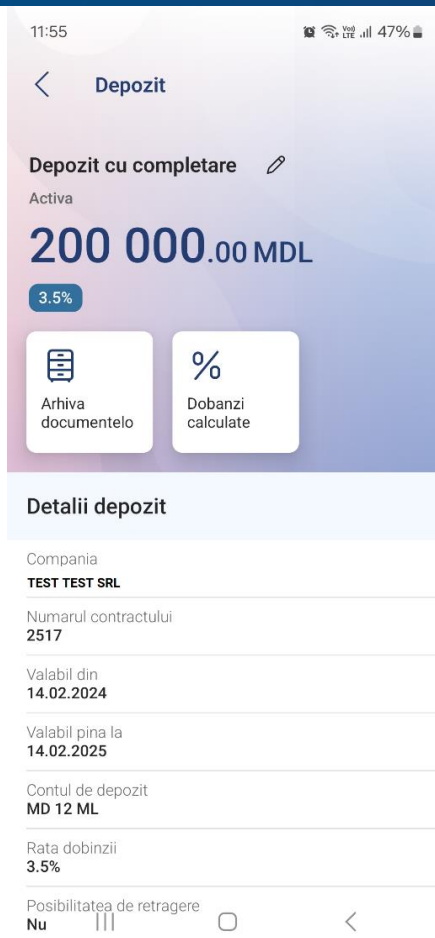 11:55
Vo)) LTE 47%
Depozit
Depozit cu completare
Activa
200 000.00 MDL
3.5%
Arhiva
documentelo
Dobanzi
calculate
Detalii depozit
Compania
TEST TEST SRL
Numarul contractului
2517
Valabil din
14.02.2024
Valabil pina la
14.02.2025
Contul de depozit
MD 12 ML
Rata dobinzii
3.5%
Posibilitatea de retragere
Nu